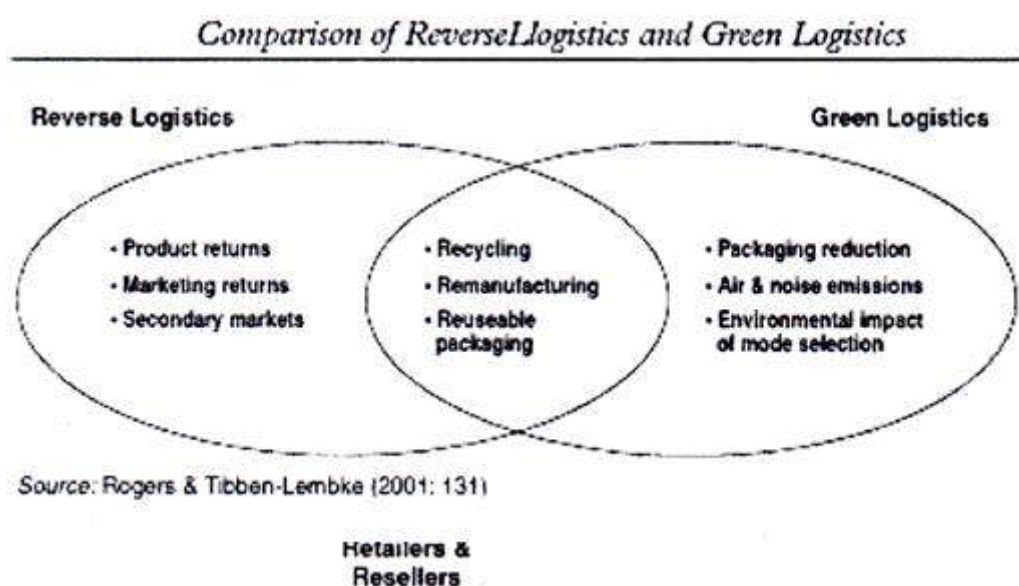 Comparison of ReverseLlogistics and Green Logistics
Reverse Logistics
Green Logistics
• Product returns
• Marketing returns
• Secondary markets
• Recycling
• Remanufacturing
• Reuseable
packaging
• Packaging reduction
• Air & noise emissions
• Environmental impact
of mode selection
Source: Rogers & Tibben-Lembke (2001: 131)
Retailers &
Resellers